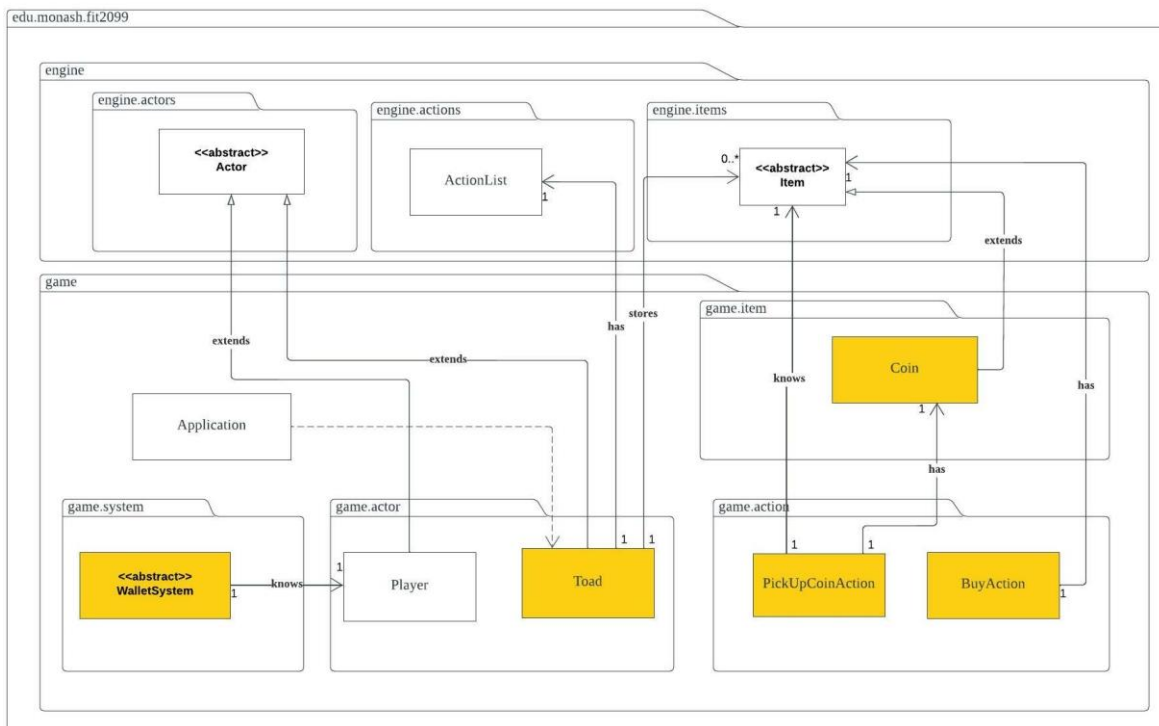 edu.monash.fit2099
engine
engine.actors
engine.actions
engine.items
<<abstract>>
Actor
ActionList
1
0..*
<<abstract>>
Item
1
1
extends
game
game.item
stores
has
extends
extends
knows
Coin
has
1
Application
has
game.system
game.actor
game.action
<<abstract>>
WalletSystem
1
knows
1
Player
1
1
Toad
1
1
PickUpCoinAction
BuyAction
1